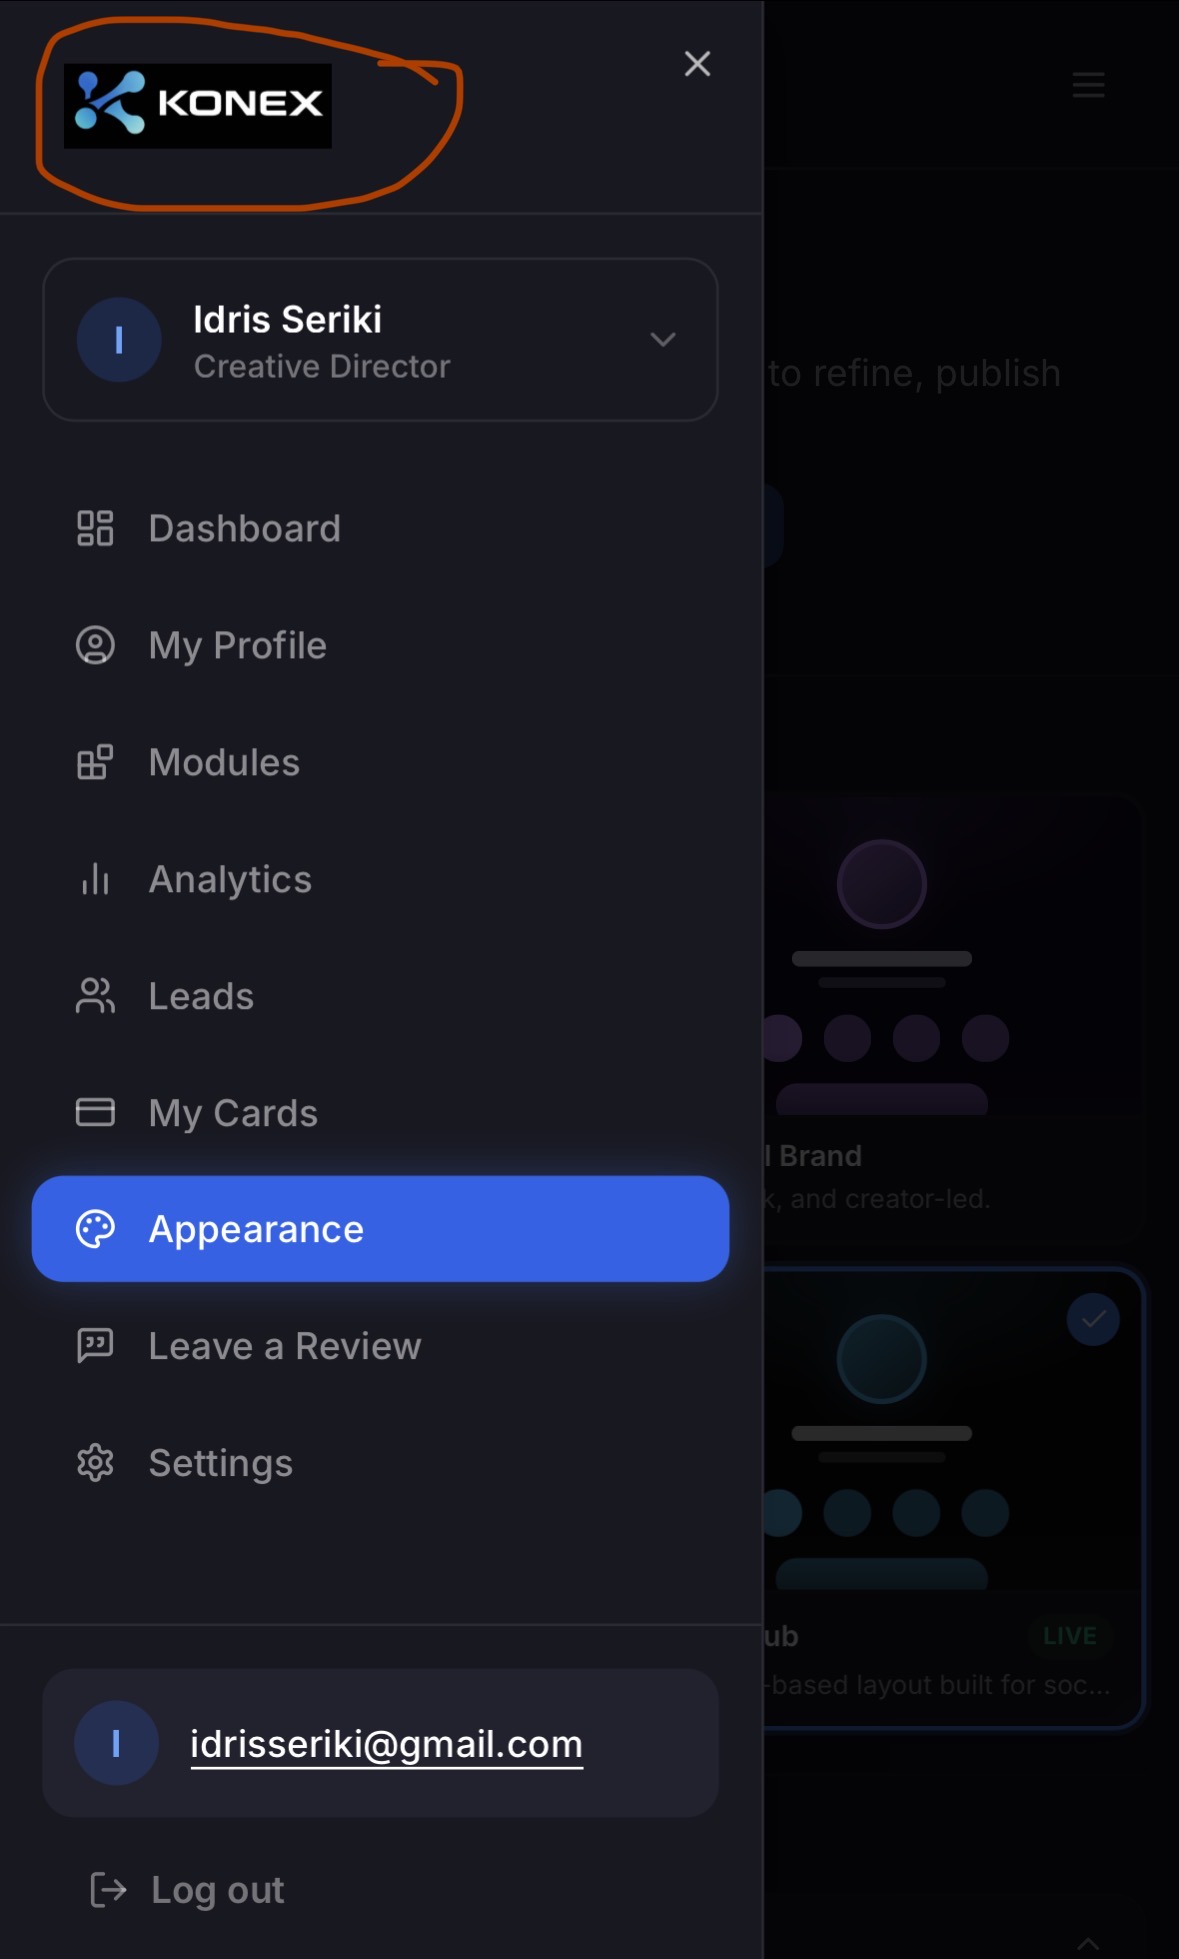 KONEX
Idris Seriki
Creative Director
to refine, publish
Dashboard
My Profile
Modules
Analytics
Leads
My Cards
l Brand
k, and creator-led.
Appearance
Leave a Review
Settings
ub
LIVE
-based layout built for soc...
I
idrisseriki@gmail.com
Log out